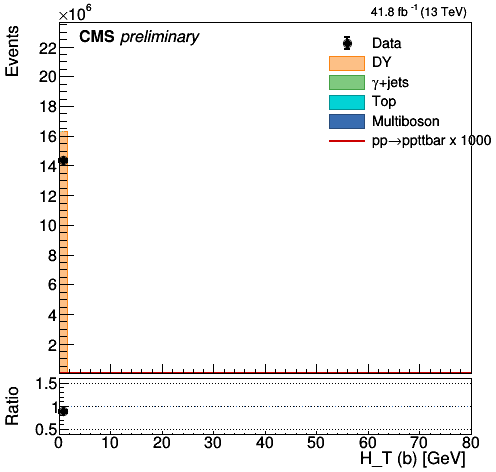 ×10⁶
41.8 fb⁻¹ (13 TeV)
Events
CMS preliminary
Data
DY
γ+jets
Top
Multiboson
pp→ppttbar x 1000
22
20
18
16
14
12
10
8
6
4
2
Ratio
1.5
1
0.5
0 10 20 30 40 50 60 70 80
H_T (b) [GeV]